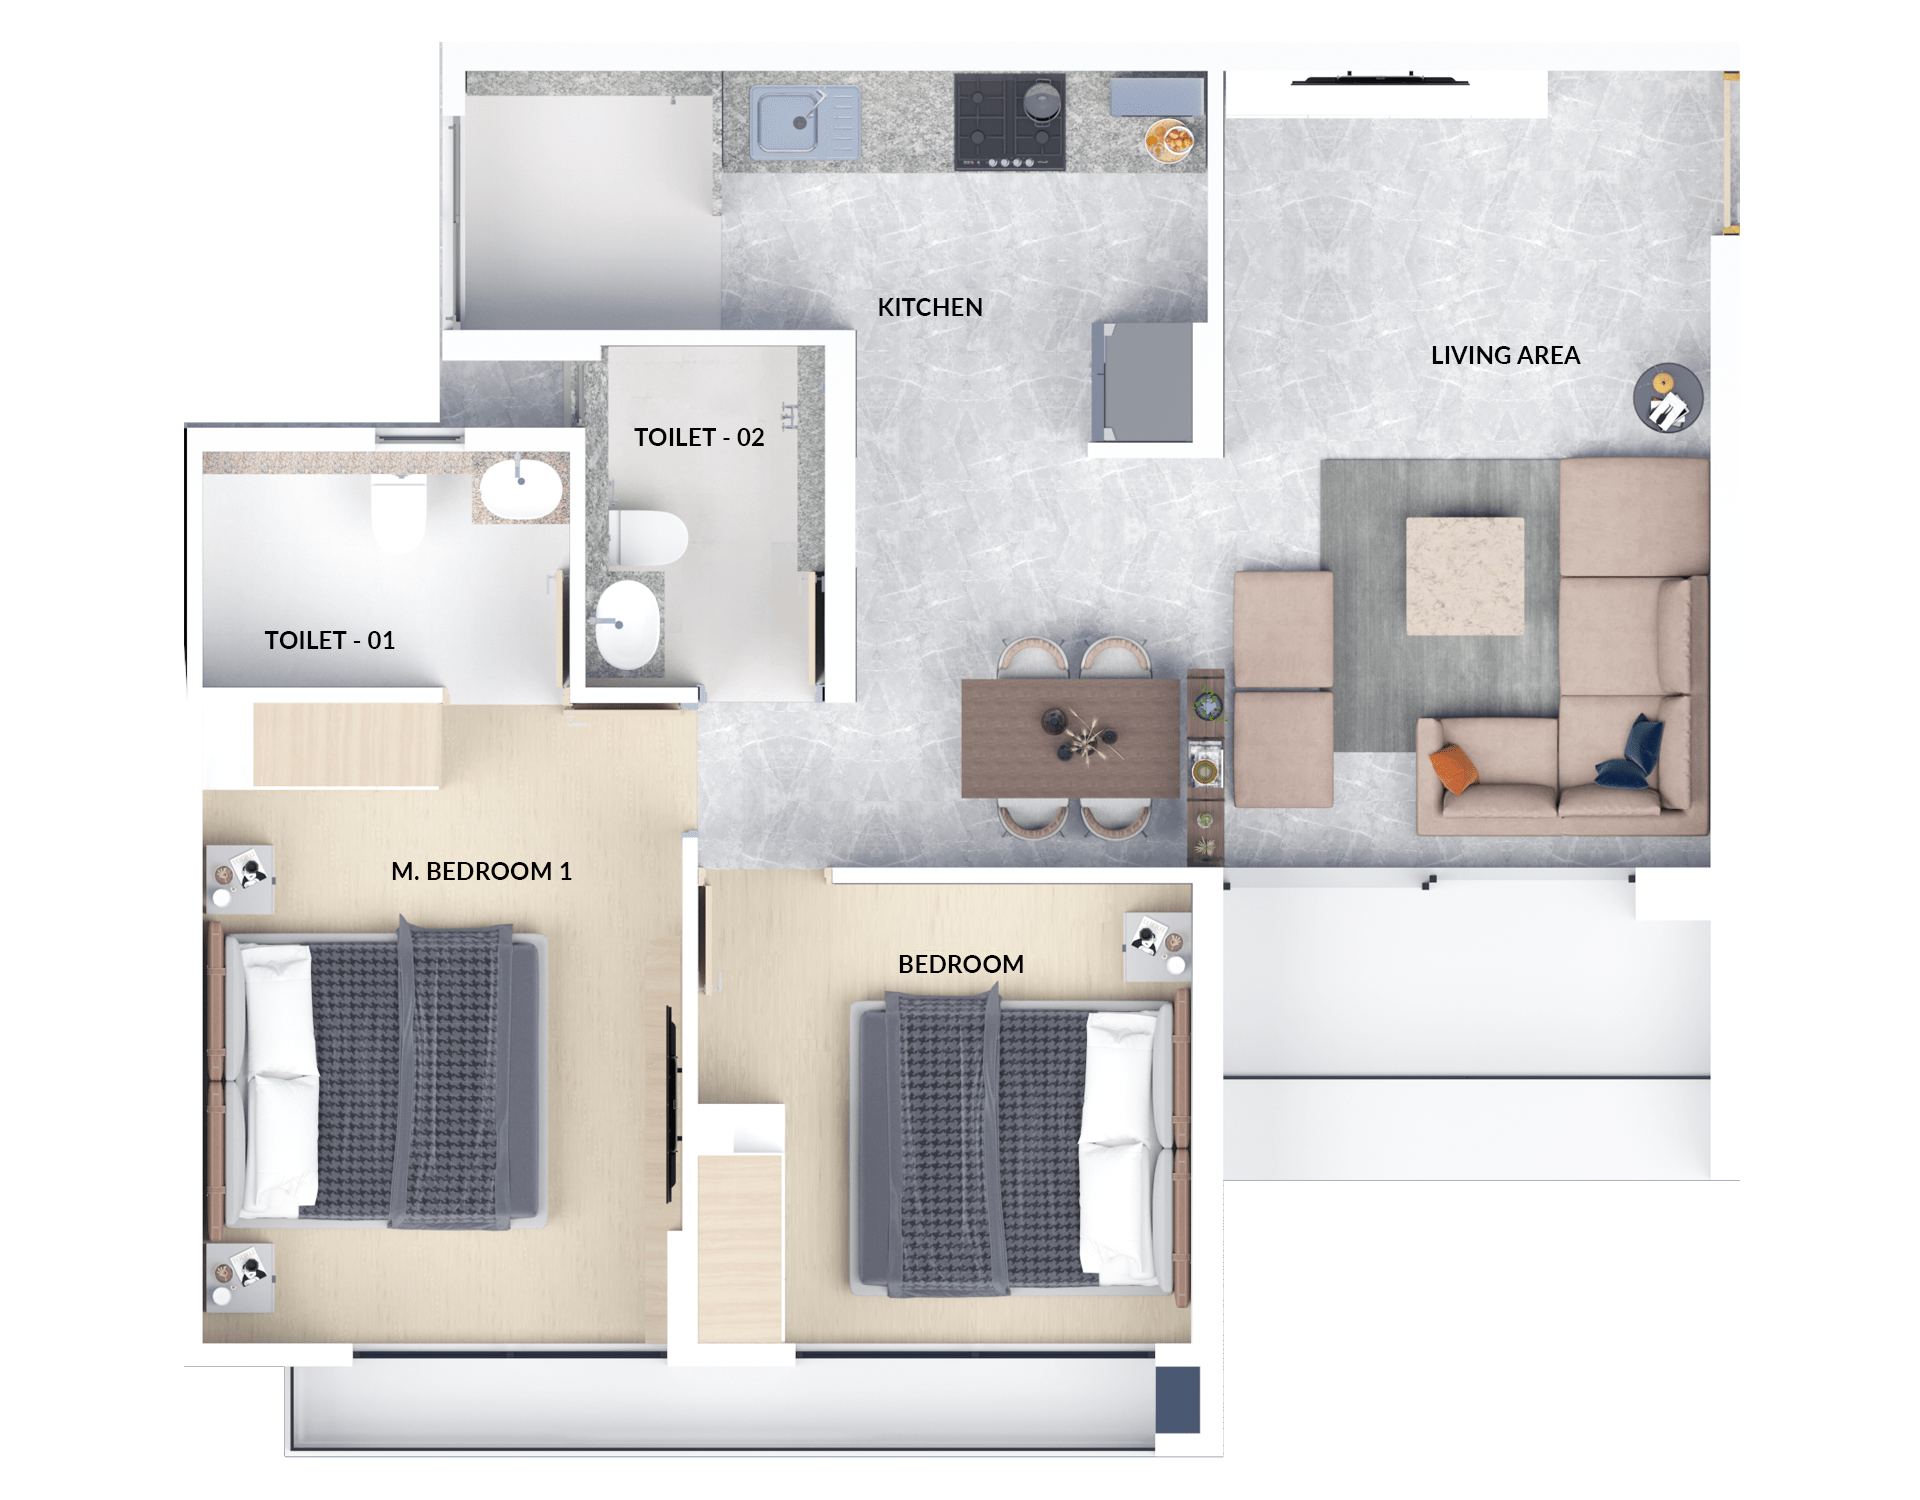 KITCHEN
LIVING AREA
TOILET - 02
TOILET - 01
M. BEDROOM 1
BEDROOM